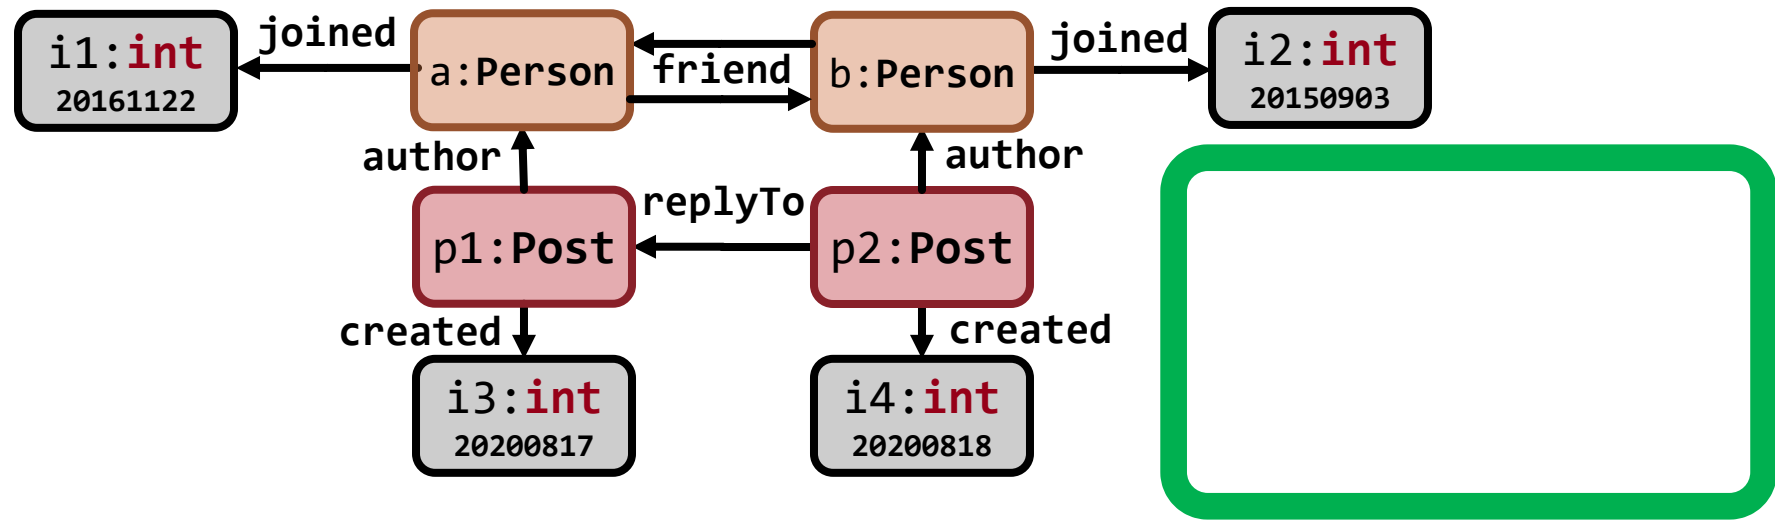 i1:int
20161122
joined
a:Person
friend
b:Person
joined
i2:int
20150903
author
author
p1:Post
replyTo
p2:Post
created
created
i3:int
20200817
i4:int
20200818